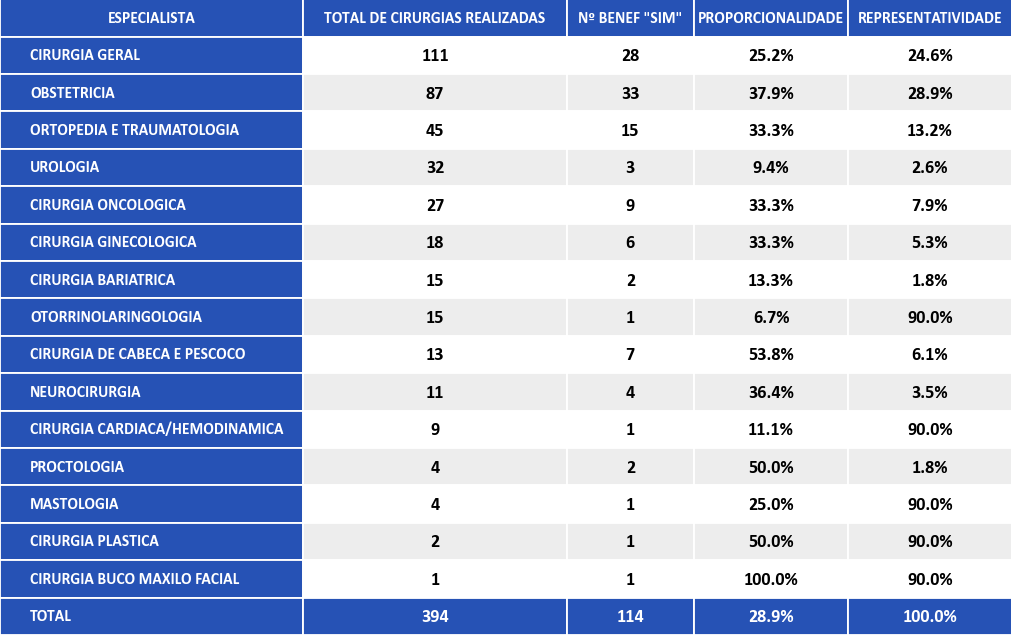 ESPECIALISTA TOTAL DE CIRURGIAS REALIZADAS Nº BENEF "SIM" PROPORCIONALIDADE REPRESENTATIVIDADE
CIRURGIA GERAL 111 28 25.2% 24.6%
OBSTETRICIA 87 33 37.9% 28.9%
ORTOPEDIA E TRAUMATOLOGIA 45 15 33.3% 13.2%
UROLOGIA 32 3 9.4% 2.6%
CIRURGIA ONCOLOGICA 27 9 33.3% 7.9%
CIRURGIA GINECOLOGICA 18 6 33.3% 5.3%
CIRURGIA BARIATRICA 15 2 13.3% 1.8%
OTORRINOLARINGOLOGIA 15 1 6.7% 90.0%
CIRURGIA DE CABECA E PESCOCO 13 7 53.8% 6.1%
NEUROCIRURGIA 11 4 36.4% 3.5%
CIRURGIA CARDIACA/HEMODINAMICA 9 1 11.1% 90.0%
PROCTOLOGIA 4 2 50.0% 1.8%
MASTOLOGIA 4 1 25.0% 90.0%
CIRURGIA PLASTICA 2 1 50.0% 90.0%
CIRURGIA BUCO MAXILO FACIAL 1 1 100.0% 90.0%
TOTAL 394 114 28.9% 100.0%